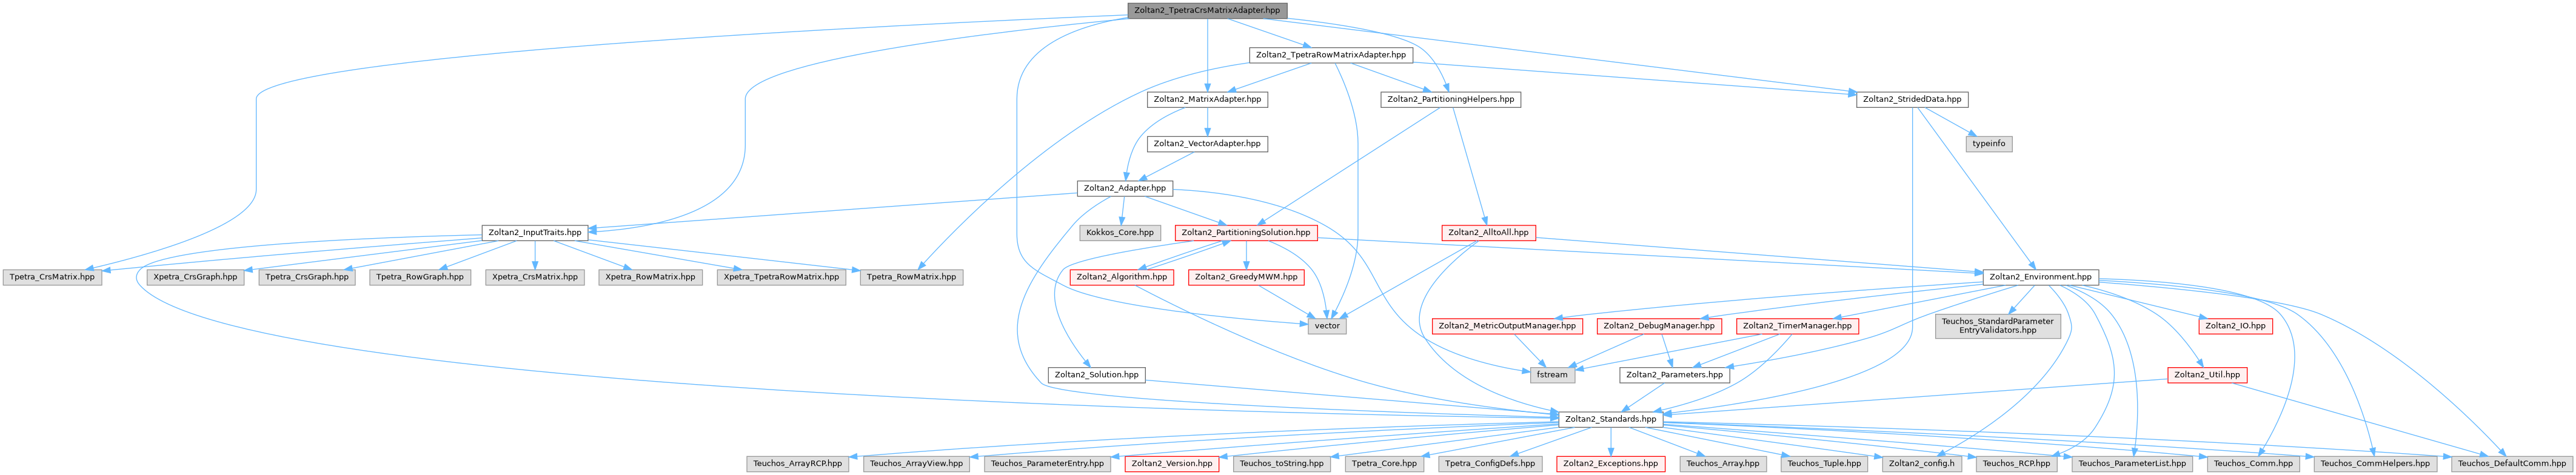 Zoltan2_TpetraCrsMatrixAdapter.hpp
Zoltan2_TpetraRowMatrixAdapter.hpp
Zoltan2_MatrixAdapter.hpp
Zoltan2_PartitioningHelpers.hpp
Zoltan2_StridedData.hpp
Zoltan2_VectorAdapter.hpp
typeinfo
Zoltan2_Adapter.hpp
Zoltan2_InputTraits.hpp
Kokkos_Core.hpp
Zoltan2_PartitioningSolution.hpp
Zoltan2_AlltoAll.hpp
Tpetra_CrsMatrix.hpp
Xpetra_CrsGraph.hpp
Tpetra_CrsGraph.hpp
Tpetra_RowGraph.hpp
Xpetra_CrsMatrix.hpp
Xpetra_RowMatrix.hpp
Xpetra_TpetraRowMatrix.hpp
Tpetra_RowMatrix.hpp
Zoltan2_Algorithm.hpp
Zoltan2_GreedyMWM.hpp
Zoltan2_Environment.hpp
vector
Zoltan2_MetricOutputManager.hpp
Zoltan2_DebugManager.hpp
Zoltan2_TimerManager.hpp
Teuchos_StandardParameter
EntryValidators.hpp
Zoltan2_IO.hpp
Zoltan2_Solution.hpp
fstream
Zoltan2_Parameters.hpp
Zoltan2_Util.hpp
Zoltan2_Standards.hpp
Teuchos_ArrayRCP.hpp
Teuchos_ArrayView.hpp
Teuchos_ParameterEntry.hpp
Zoltan2_Version.hpp
Teuchos_toString.hpp
Tpetra_Core.hpp
Tpetra_ConfigDefs.hpp
Zoltan2_Exceptions.hpp
Teuchos_Array.hpp
Teuchos_Tuple.hpp
Zoltan2_config.h
Teuchos_RCP.hpp
Teuchos_ParameterList.hpp
Teuchos_Comm.hpp
Teuchos_CommHelpers.hpp
Teuchos_DefaultComm.hpp